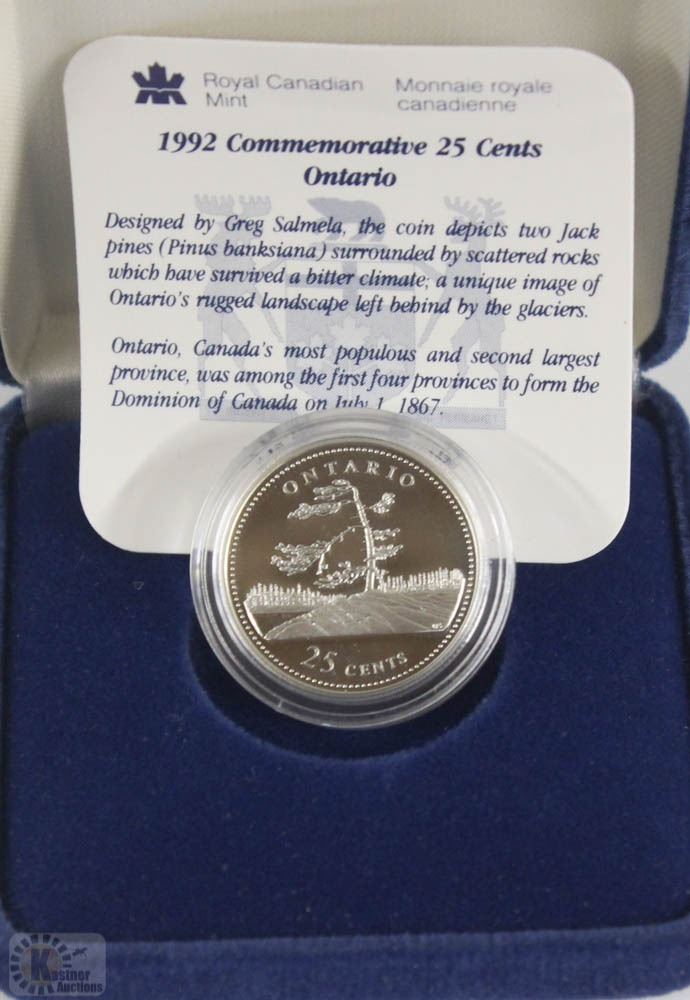 Royal Canadian Mint
Monnaie royale canadienne
1992 Commemorative 25 Cents
Ontario
Designed by Greg Salmela, the coin depicts two Jack
pines (Pinus banksiana) surrounded by scattered rocks
which have survived a bitter climate; a unique image of
Ontario's rugged landscape left behind by the glaciers.
Ontario, Canada's most populous and second largest
province, was among the first four provinces to form the
Dominion of Canada on July 1, 1867.
ONTARIO
25 CENTS
Kastner
Auctions